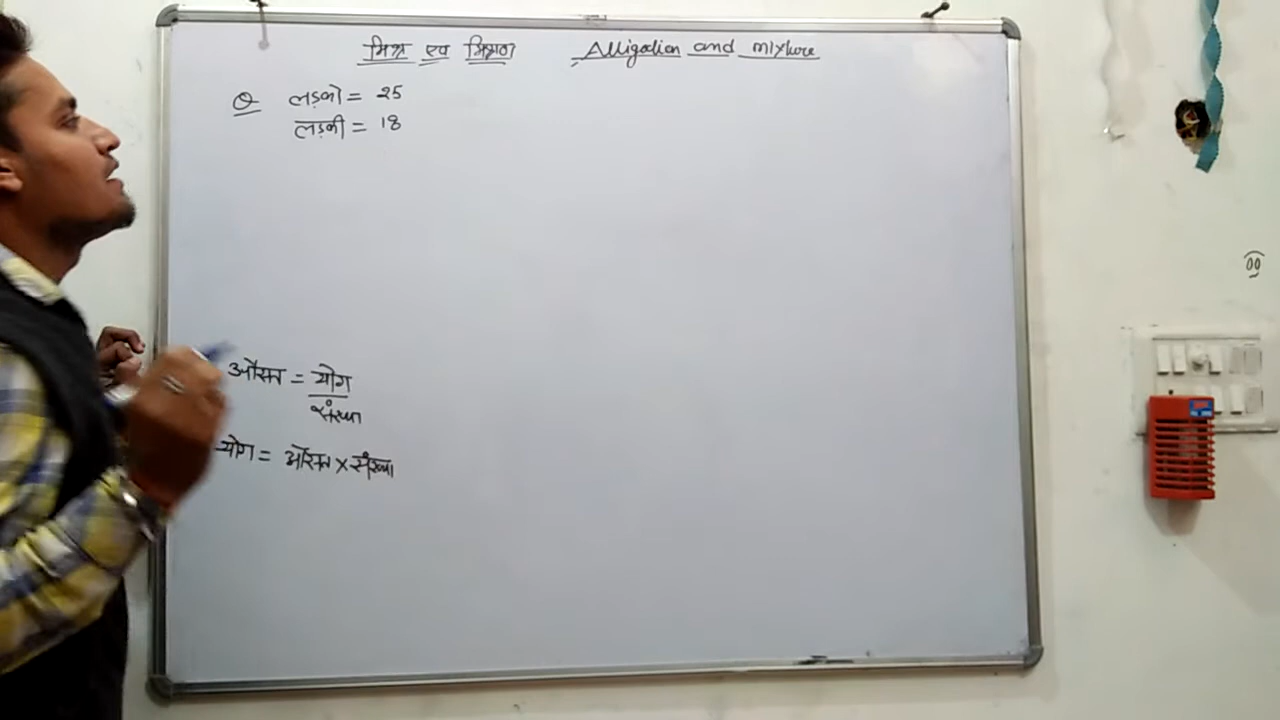 मिश्र एवं मिश्रण Alligation and mixture
Q लड़को = 25
लड़की = 18
औसत = योग
संख्या
योग = औसत × संख्या